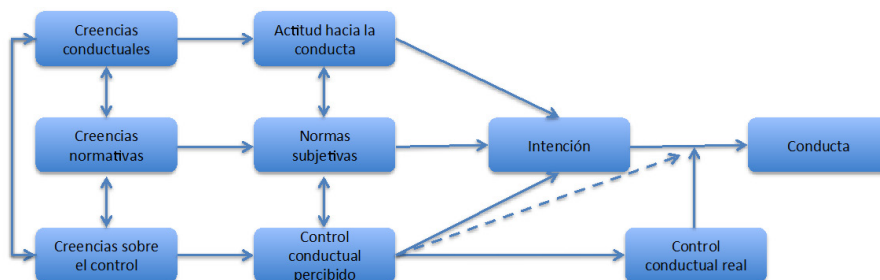 Creencias
conductuales
Actitud hacia la
conducta
Creencias
normativas
Normas
subjetivas
Intención
Conducta
Creencias sobre
el control
Control
conductual
percibido
Control
conductual real